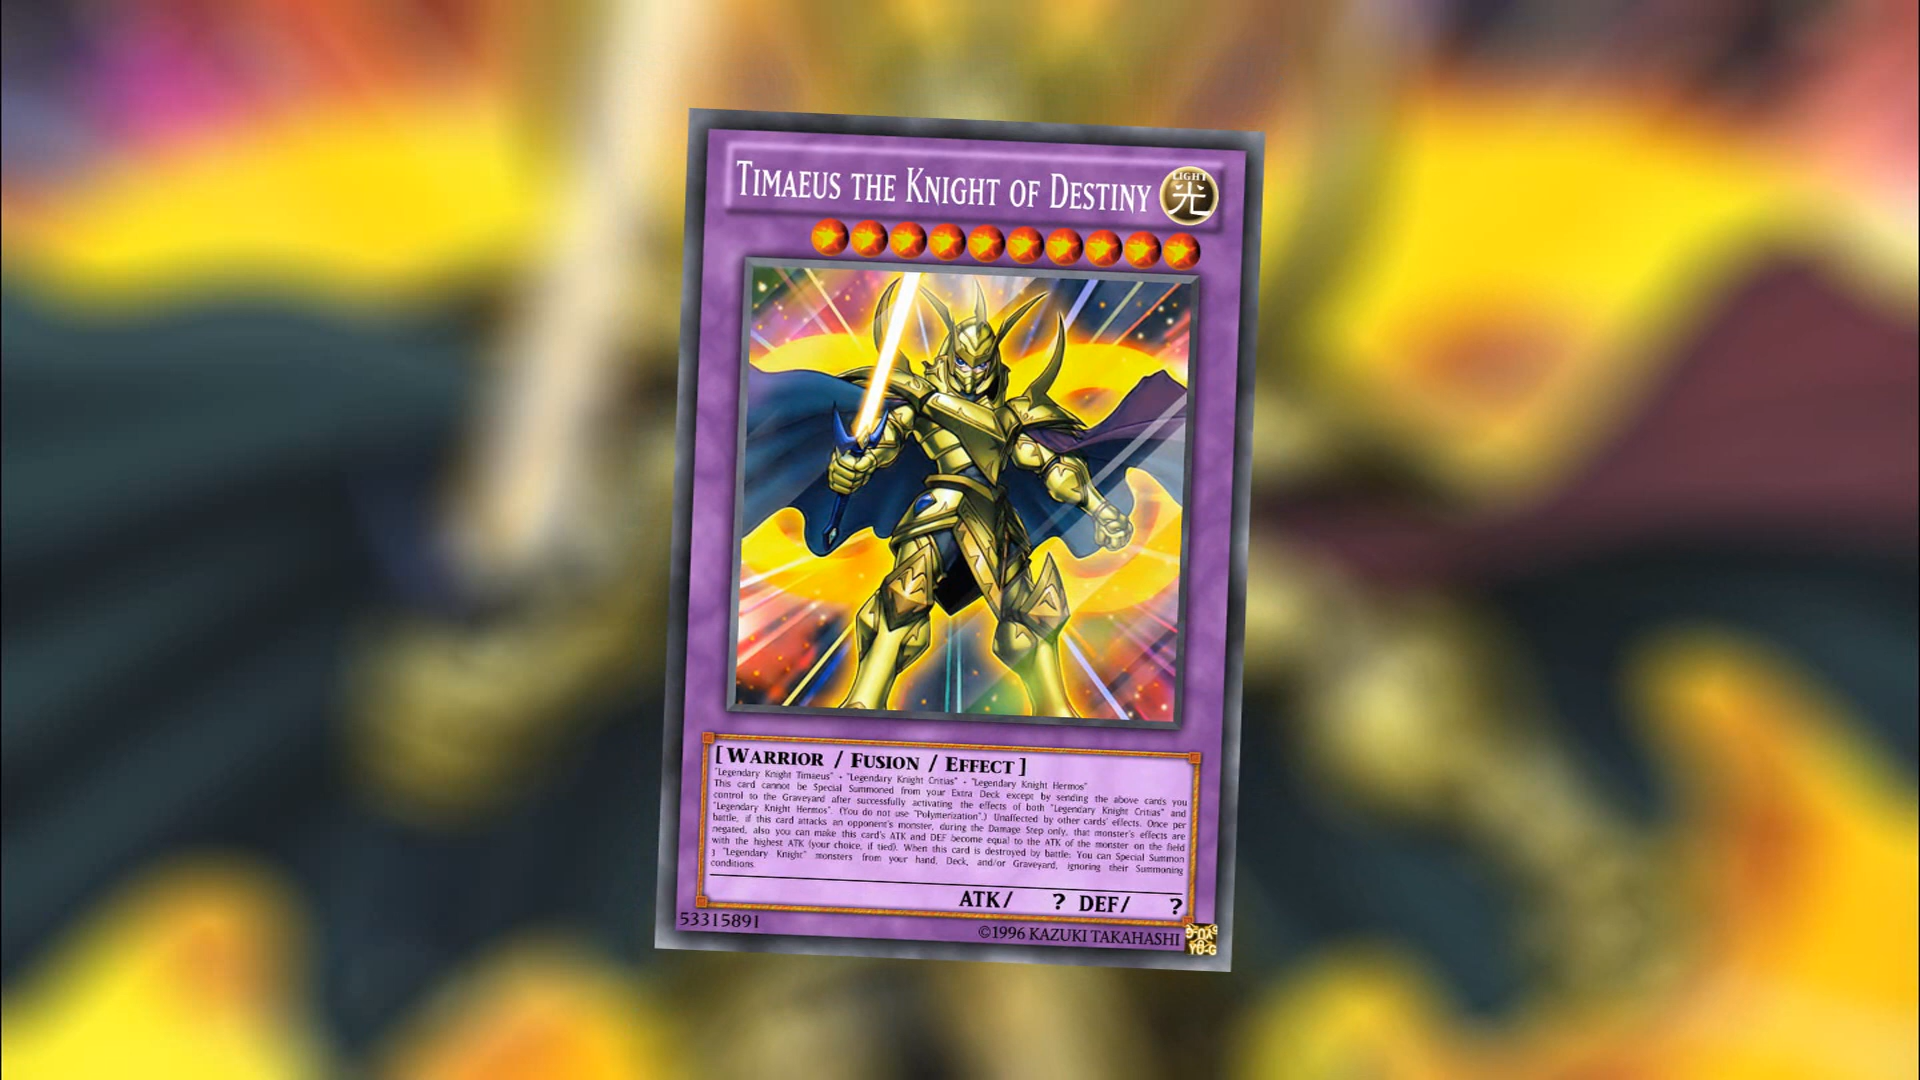 TIMAEUS THE KNIGHT OF DESTINY
LIGHT
光
[ WARRIOR / FUSION / EFFECT ]
"Legendary Knight Timaeus" + "Legendary Knight Critias" + "Legendary Knight Hermos"
This card cannot be Special Summoned from your Extra Deck except by sending the above cards you
control to the Graveyard after successfully activating the effects of both "Legendary Knight Critias" and
"Legendary Knight Hermos". (You do not use "Polymerization".) Unaffected by other cards' effects. Once per
battle, if this card attacks an opponent's monster, during the Damage Step only, that monster's effects are
negated, also you can make this card's ATK and DEF become equal to the ATK of the monster on the field
with the highest ATK (your choice, if tied). When this card is destroyed by battle: You can Special Summon
3 "Legendary Knight" monsters from your hand, Deck, and/or Graveyard, ignoring their Summoning
conditions.
ATK/ ? DEF/ ?
53315891
©1996 KAZUKI TAKAHASHI